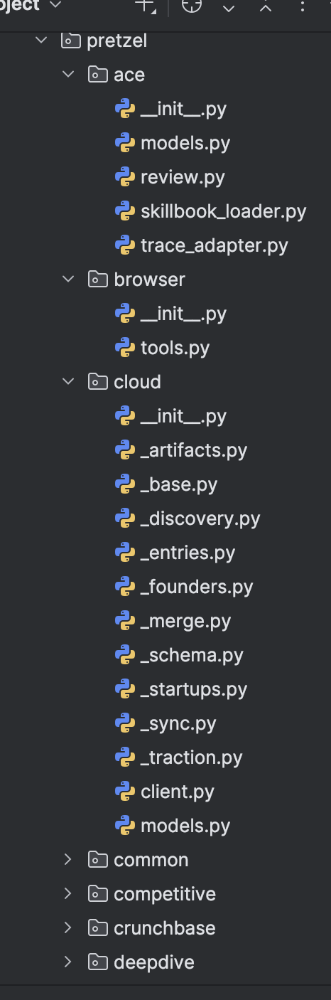 oject
pretzel
ace
__init__.py
models.py
review.py
skillbook_loader.py
trace_adapter.py
browser
__init__.py
tools.py
cloud
__init__.py
_artifacts.py
_base.py
_discovery.py
_entries.py
_founders.py
_merge.py
_schema.py
_startups.py
_sync.py
_traction.py
client.py
models.py
common
competitive
crunchbase
deepdive